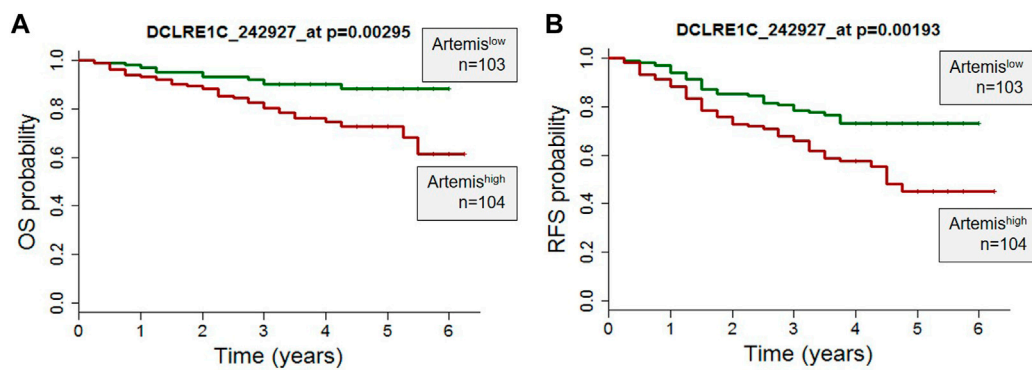 A
DCLRE1C_242927_at p=0.00295
Artemislow
n=103
Artemishigh
n=104
OS probability
1.0
0.8
0.6
0.4
0.2
0.0
0 1 2 3 4 5 6
Time (years)
B
DCLRE1C_242927_at p=0.00193
Artemislow
n=103
Artemishigh
n=104
RFS probability
1.0
0.8
0.6
0.4
0.2
0.0
0 1 2 3 4 5 6
Time (years)